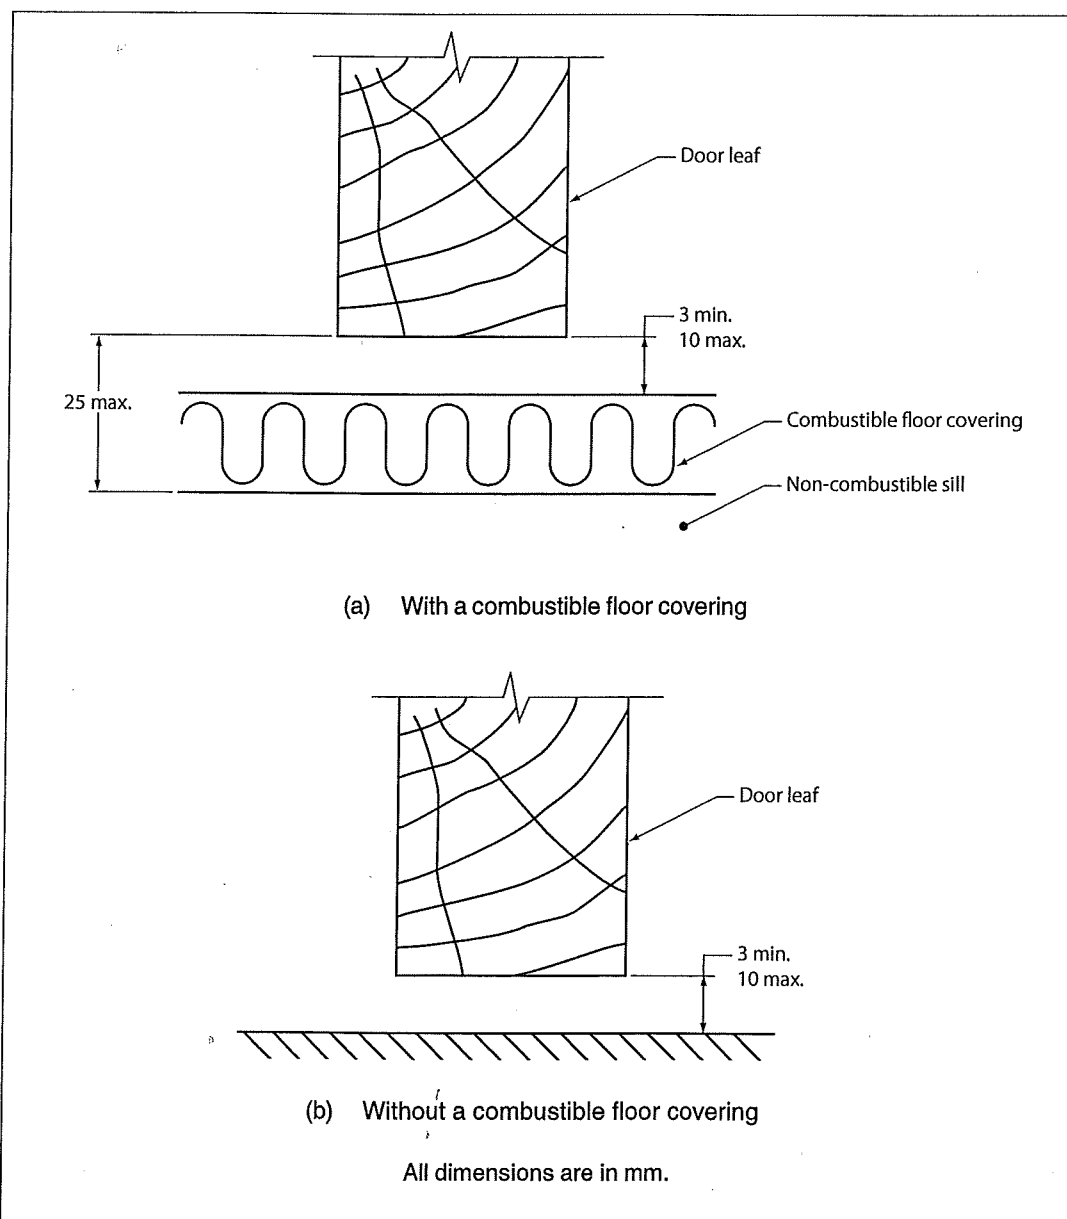 Door leaf
3 min.
10 max.
25 max.
Combustible floor covering
Non-combustible sill
(a) With a combustible floor covering
Door leaf
3 min.
10 max.
(b) Without a combustible floor covering
All dimensions are in mm.